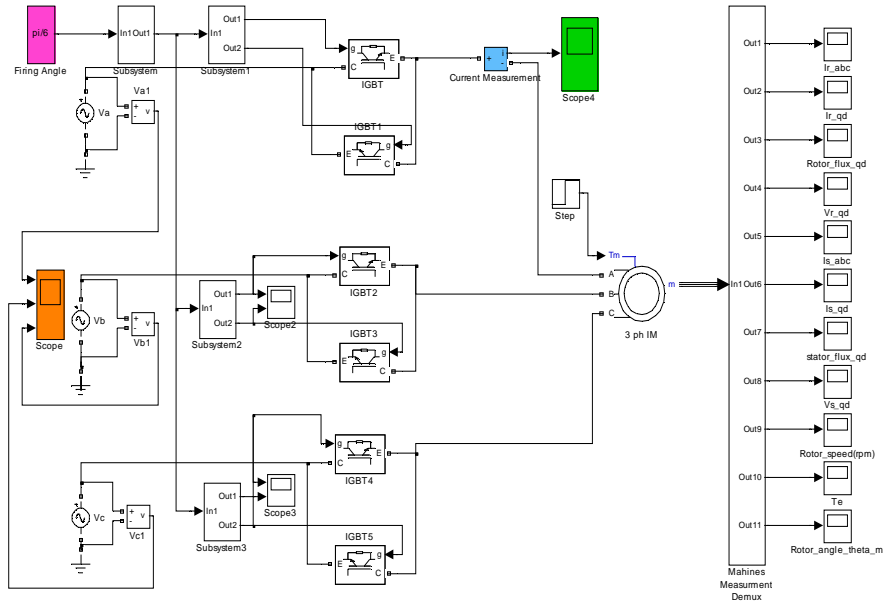 pi/6
Firing Angle
In1 Out1
Subsystem
In1
Out1
Out2
Subsystem1
g
C
E
IGBT
i
+
-
Current Measurement
Scope4
Va
Va1
+
-
v
IGBT1
g
E
C
Step
Scope
Vb
+
-
v
Vb1
In1
Out1
Out2
Subsystem2
Scope2
g
C
E
IGBT2
IGBT3
g
E
C
Tm
A
B
C
m
3 ph IM
Vc
+
-
v
Vc1
In1
Out1
Out2
Subsystem3
Scope3
g
C
E
IGBT4
IGBT5
g
E
C
Out1
Ir_abc
Out2
Ir_qd
Out3
Rotor_flux_qd
Out4
Vr_qd
Out5
Is_abc
In1 Out6
Is_qd
Out7
stator_flux_qd
Out8
Vs_qd
Out9
Rotor_speed(rpm)
Out10
Te
Out11
Rotor_angle_theta_m
Mahines
Measurment
Demux